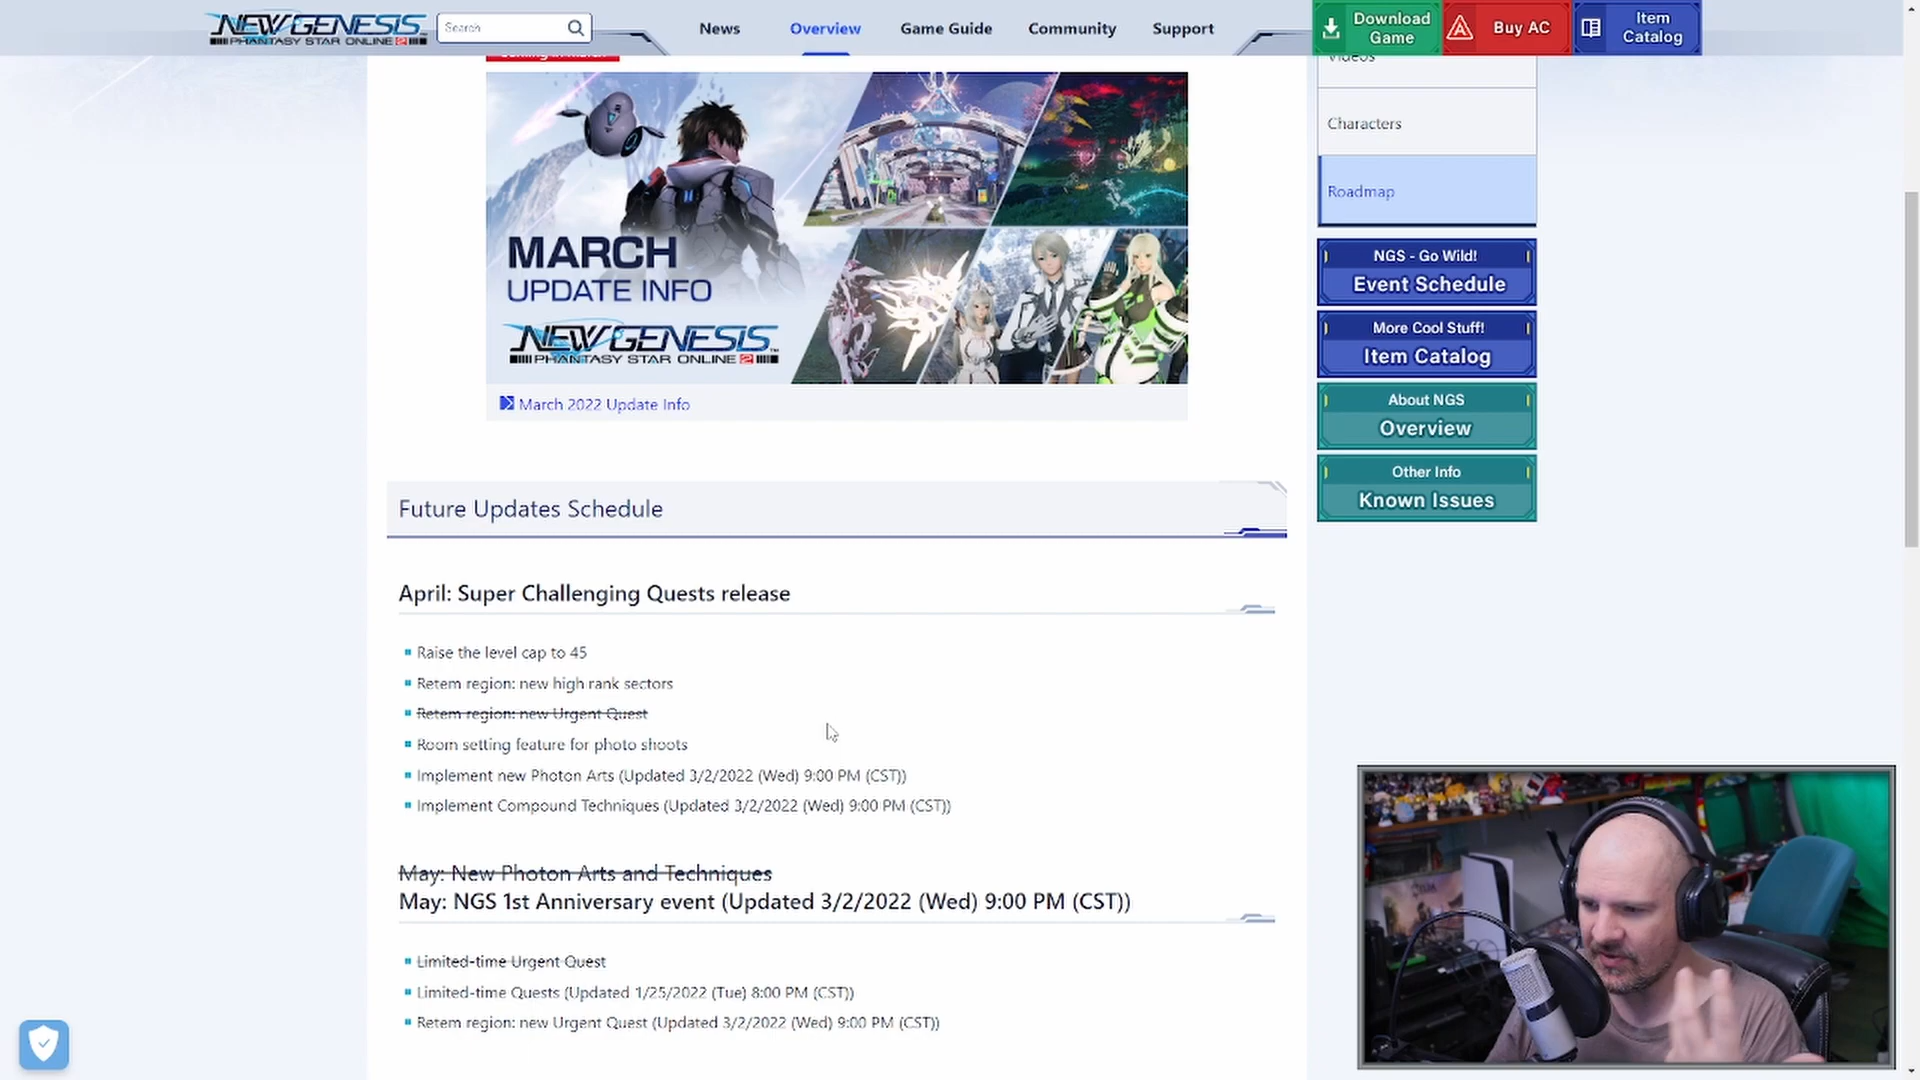 NEW GENESIS
PHANTASY STAR ONLINE 2
Search
News
Overview
Game Guide
Community
Support
Download
Game
Buy AC
Item
Catalog
MARCH
UPDATE INFO
NEW GENESIS
PHANTASY STAR ONLINE 2
March 2022 Update Info
Videos
Characters
Roadmap
NGS - Go Wild!
Event Schedule
More Cool Stuff!
Item Catalog
About NGS
Overview
Other Info
Known Issues
Future Updates Schedule
April: Super Challenging Quests release
Raise the level cap to 45
Retem region: new high rank sectors
Retem region: new Urgent Quest
Room setting feature for photo shoots
Implement new Photon Arts (Updated 3/2/2022 (Wed) 9:00 PM (CST))
Implement Compound Techniques (Updated 3/2/2022 (Wed) 9:00 PM (CST))
May: New Photon Arts and Techniques
May: NGS 1st Anniversary event (Updated 3/2/2022 (Wed) 9:00 PM (CST))
Limited-time Urgent Quest
Limited-time Quests (Updated 1/25/2022 (Tue) 8:00 PM (CST))
Retem region: new Urgent Quest (Updated 3/2/2022 (Wed) 9:00 PM (CST))